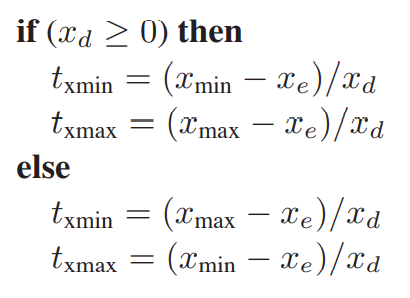 if (x_d ≥ 0) then
t_xmin = (x_min − x_e)/x_d
t_xmax = (x_max − x_e)/x_d
else
t_xmin = (x_max − x_e)/x_d
t_xmax = (x_min − x_e)/x_d